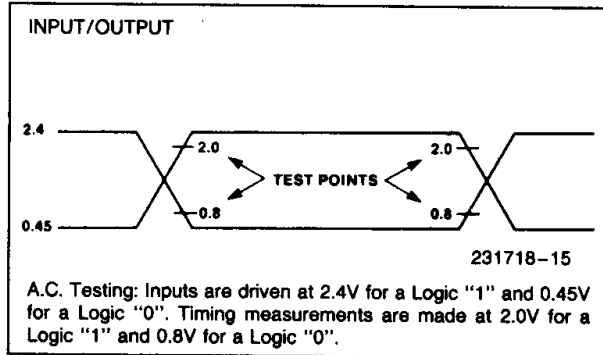 INPUT/OUTPUT
2.4
2.0
2.0
TEST POINTS
0.8
0.8
0.45
231718–15
A.C. Testing: Inputs are driven at 2.4V for a Logic "1" and 0.45V
for a Logic "0". Timing measurements are made at 2.0V for a
Logic "1" and 0.8V for a Logic "0".